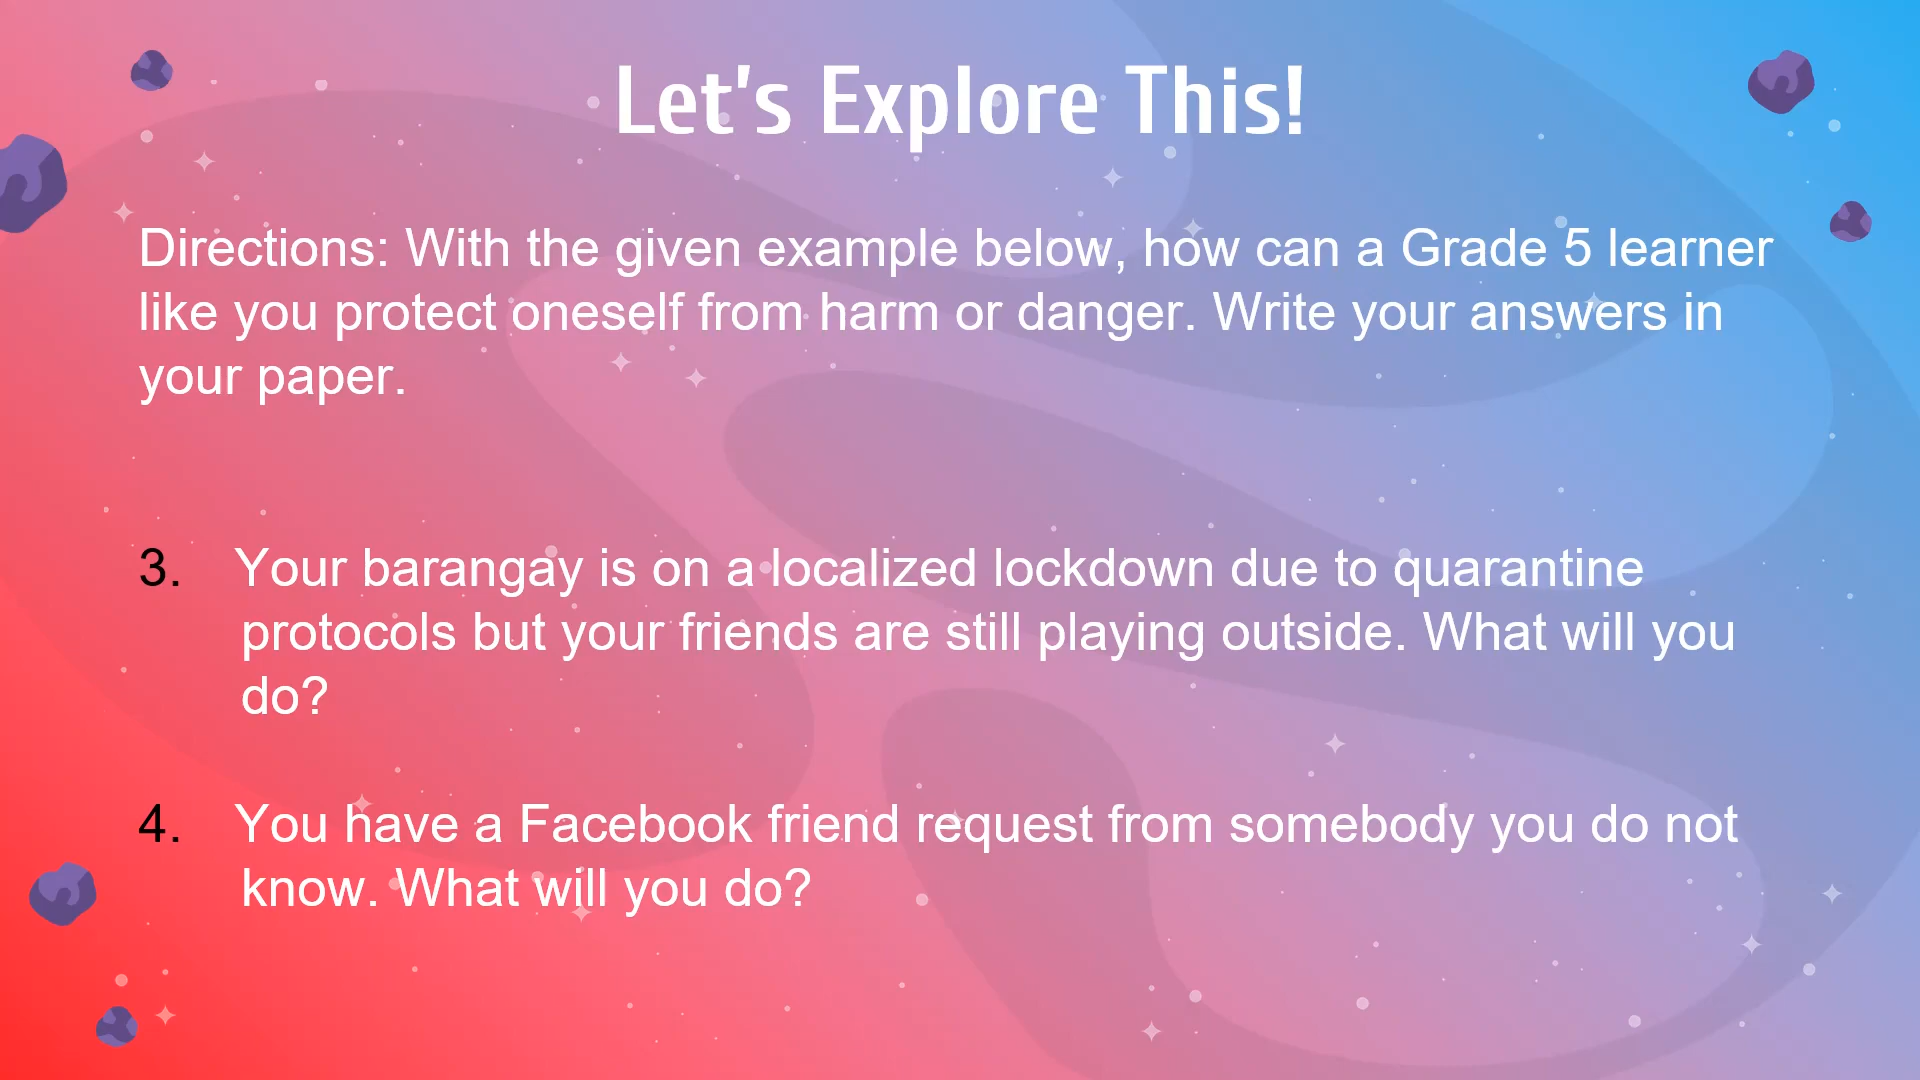 Let's Explore This!
Directions: With the given example below, how can a Grade 5 learner
like you protect oneself from harm or danger. Write your answers in
your paper.
3. Your barangay is on a localized lockdown due to quarantine
protocols but your friends are still playing outside. What will you
do?
4. You have a Facebook friend request from somebody you do not
know. What will you do?